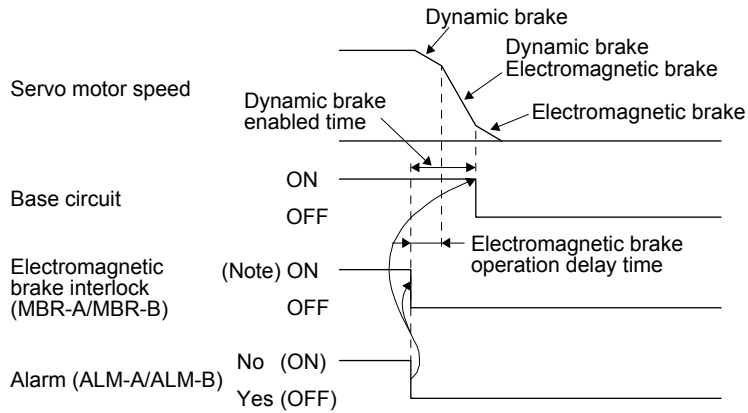 Dynamic brake
Dynamic brake
Electromagnetic brake
Servo motor speed
Dynamic brake
enabled time
Electromagnetic brake
ON
Base circuit
OFF
Electromagnetic brake
operation delay time
Electromagnetic
brake interlock
(MBR-A/MBR-B)
(Note) ON
OFF
No (ON)
Alarm (ALM-A/ALM-B)
Yes (OFF)